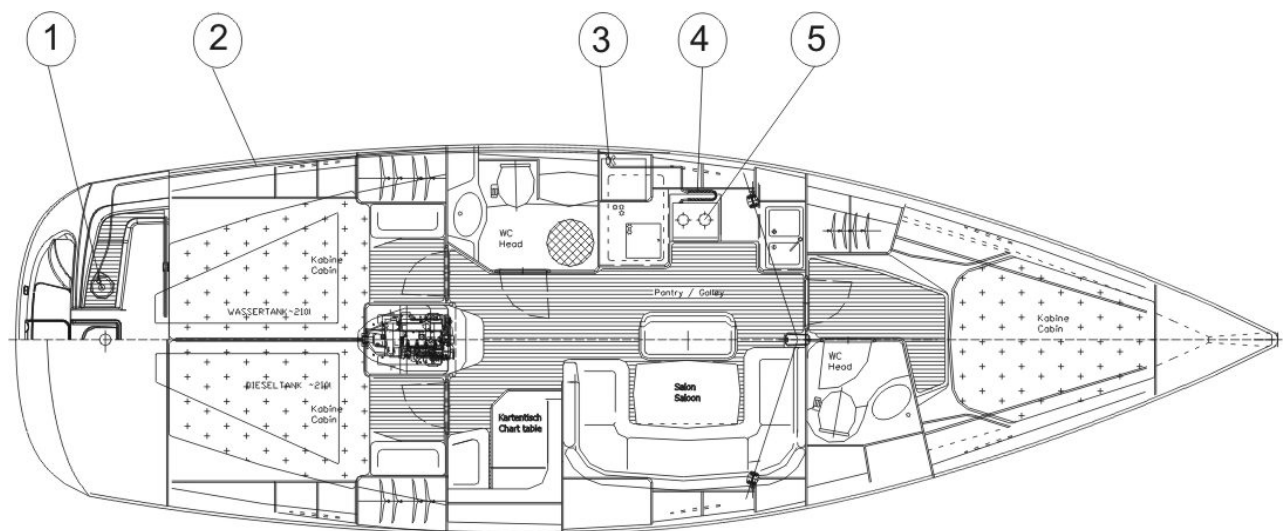 1
2
3
4
5
WC
Head
Kabine
Cabin
WASSERTANK~210l
Pantry / Galley
Kabine
Cabin
DIESELTANK ~210l
Kabine
Cabin
Kartentisch
Chart table
Salon
Saloon
WC
Head